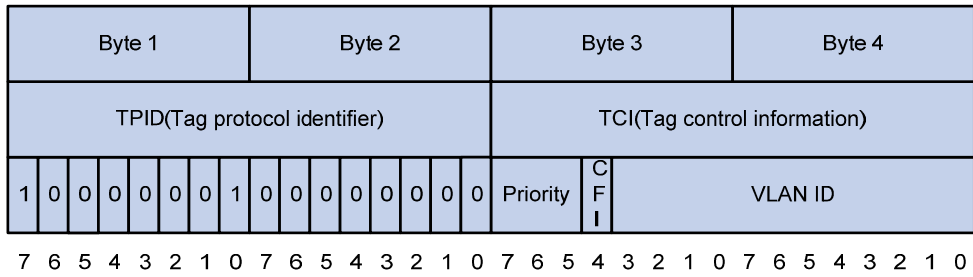 Byte 1 Byte 2 Byte 3 Byte 4
TPID(Tag protocol identifier) TCI(Tag control information)
1 0 0 0 0 0 0 1 0 0 0 0 0 0 0 0 Priority CFI VLAN ID
7 6 5 4 3 2 1 0 7 6 5 4 3 2 1 0 7 6 5 4 3 2 1 0 7 6 5 4 3 2 1 0